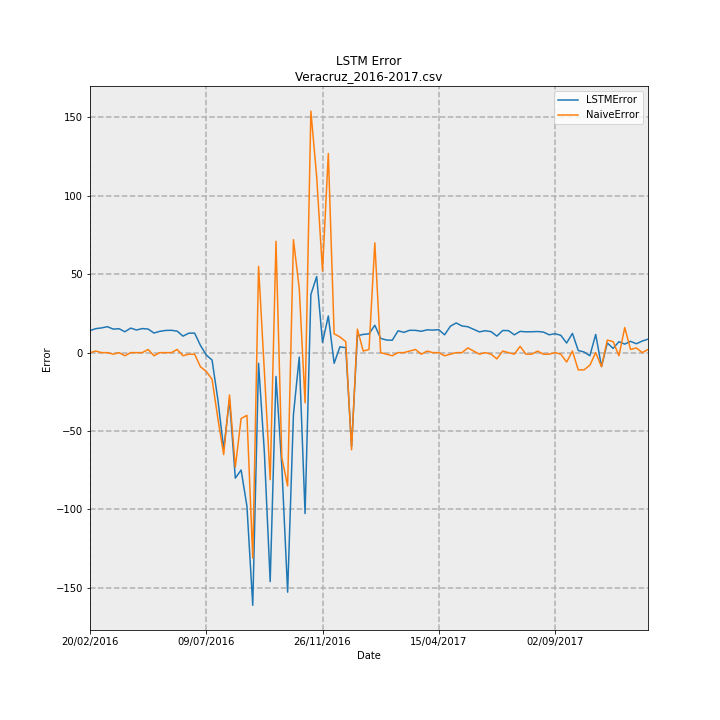 LSTM Error
Veracruz_2016-2017.csv
LSTMError
NaiveError
150
100
50
0
−50
−100
−150
Error
20/02/2016
09/07/2016
26/11/2016
15/04/2017
02/09/2017
Date